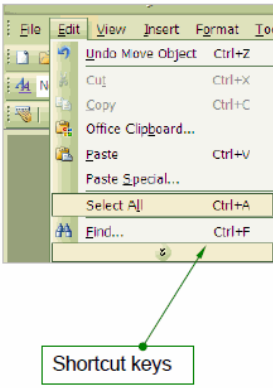 File Edit View Insert Format Too
Undo Move Object Ctrl+Z
Cut Ctrl+X
Copy Ctrl+C
Office Clipboard...
Paste Ctrl+V
Paste Special...
Select All Ctrl+A
Find... Ctrl+F
Shortcut keys